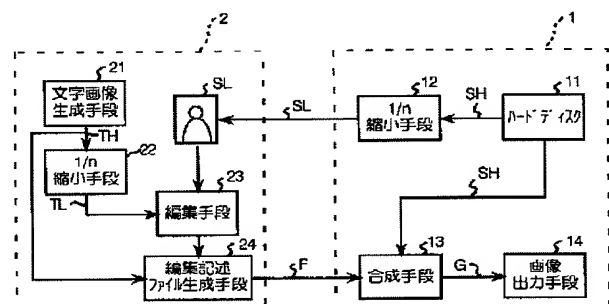 2
1
21
文字画像
生成手段
TH
22
1/n
縮小手段
TL
SL
23
編集手段
24
編集記述
ファイル生成手段
F
SL
12
1/n
縮小手段
SH
11
ハードディスク
SH
13
合成手段
G
14
画像
出力手段